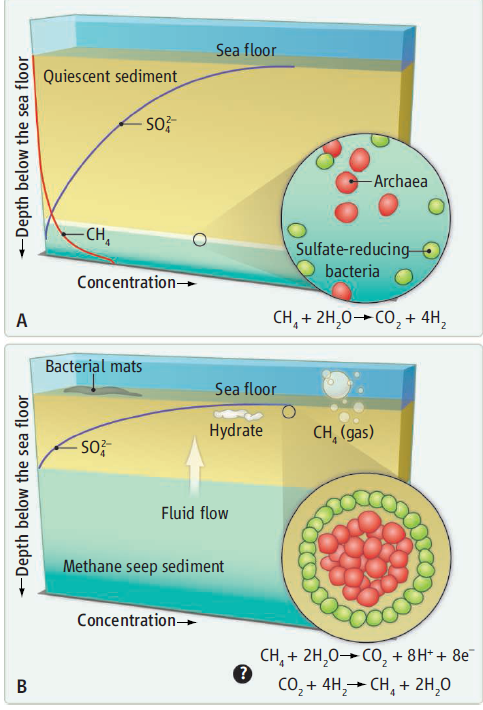 Sea floor
Quiescent sediment
SO₄²⁻
Archaea
CH₄
Sulfate-reducing
bacteria
Depth below the sea floor
Concentration
CH₄ + 2H₂O → CO₂ + 4H₂
A
Bacterial mats
Sea floor
Hydrate
CH₄ (gas)
SO₄²⁻
Fluid flow
Methane seep sediment
Depth below the sea floor
Concentration
CH₄ + 2H₂O → CO₂ + 8H⁺ + 8e⁻
?
CO₂ + 4H₂ → CH₄ + 2H₂O
B